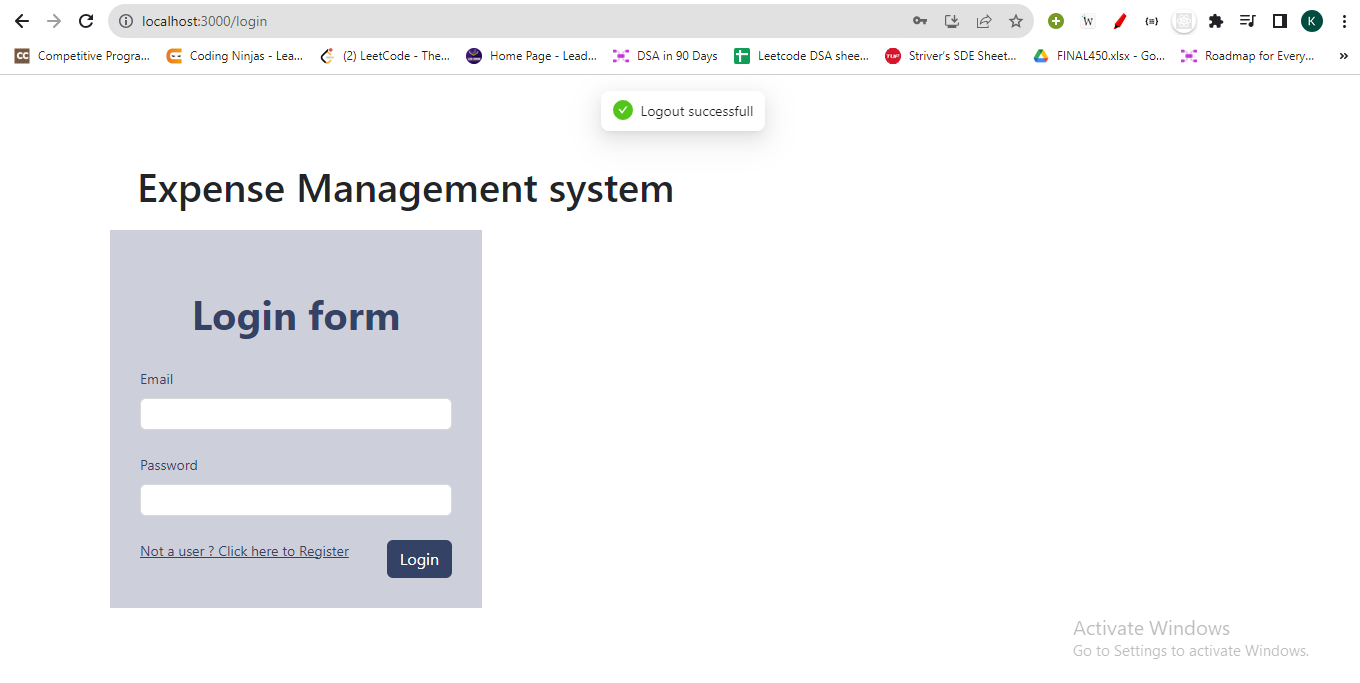 localhost:3000/login
W
{≡}
K
CC Competitive Progra...
Coding Ninjas - Lea...
(2) LeetCode - The...
Home Page - Lead...
DSA in 90 Days
Leetcode DSA shee...
TUF Striver's SDE Sheet...
FINAL450.xlsx - Go...
Roadmap for Every...
»
Logout successfull
Expense Management system
Login form
Email
Password
Not a user ? Click here to Register
Login
Activate Windows
Go to Settings to activate Windows.